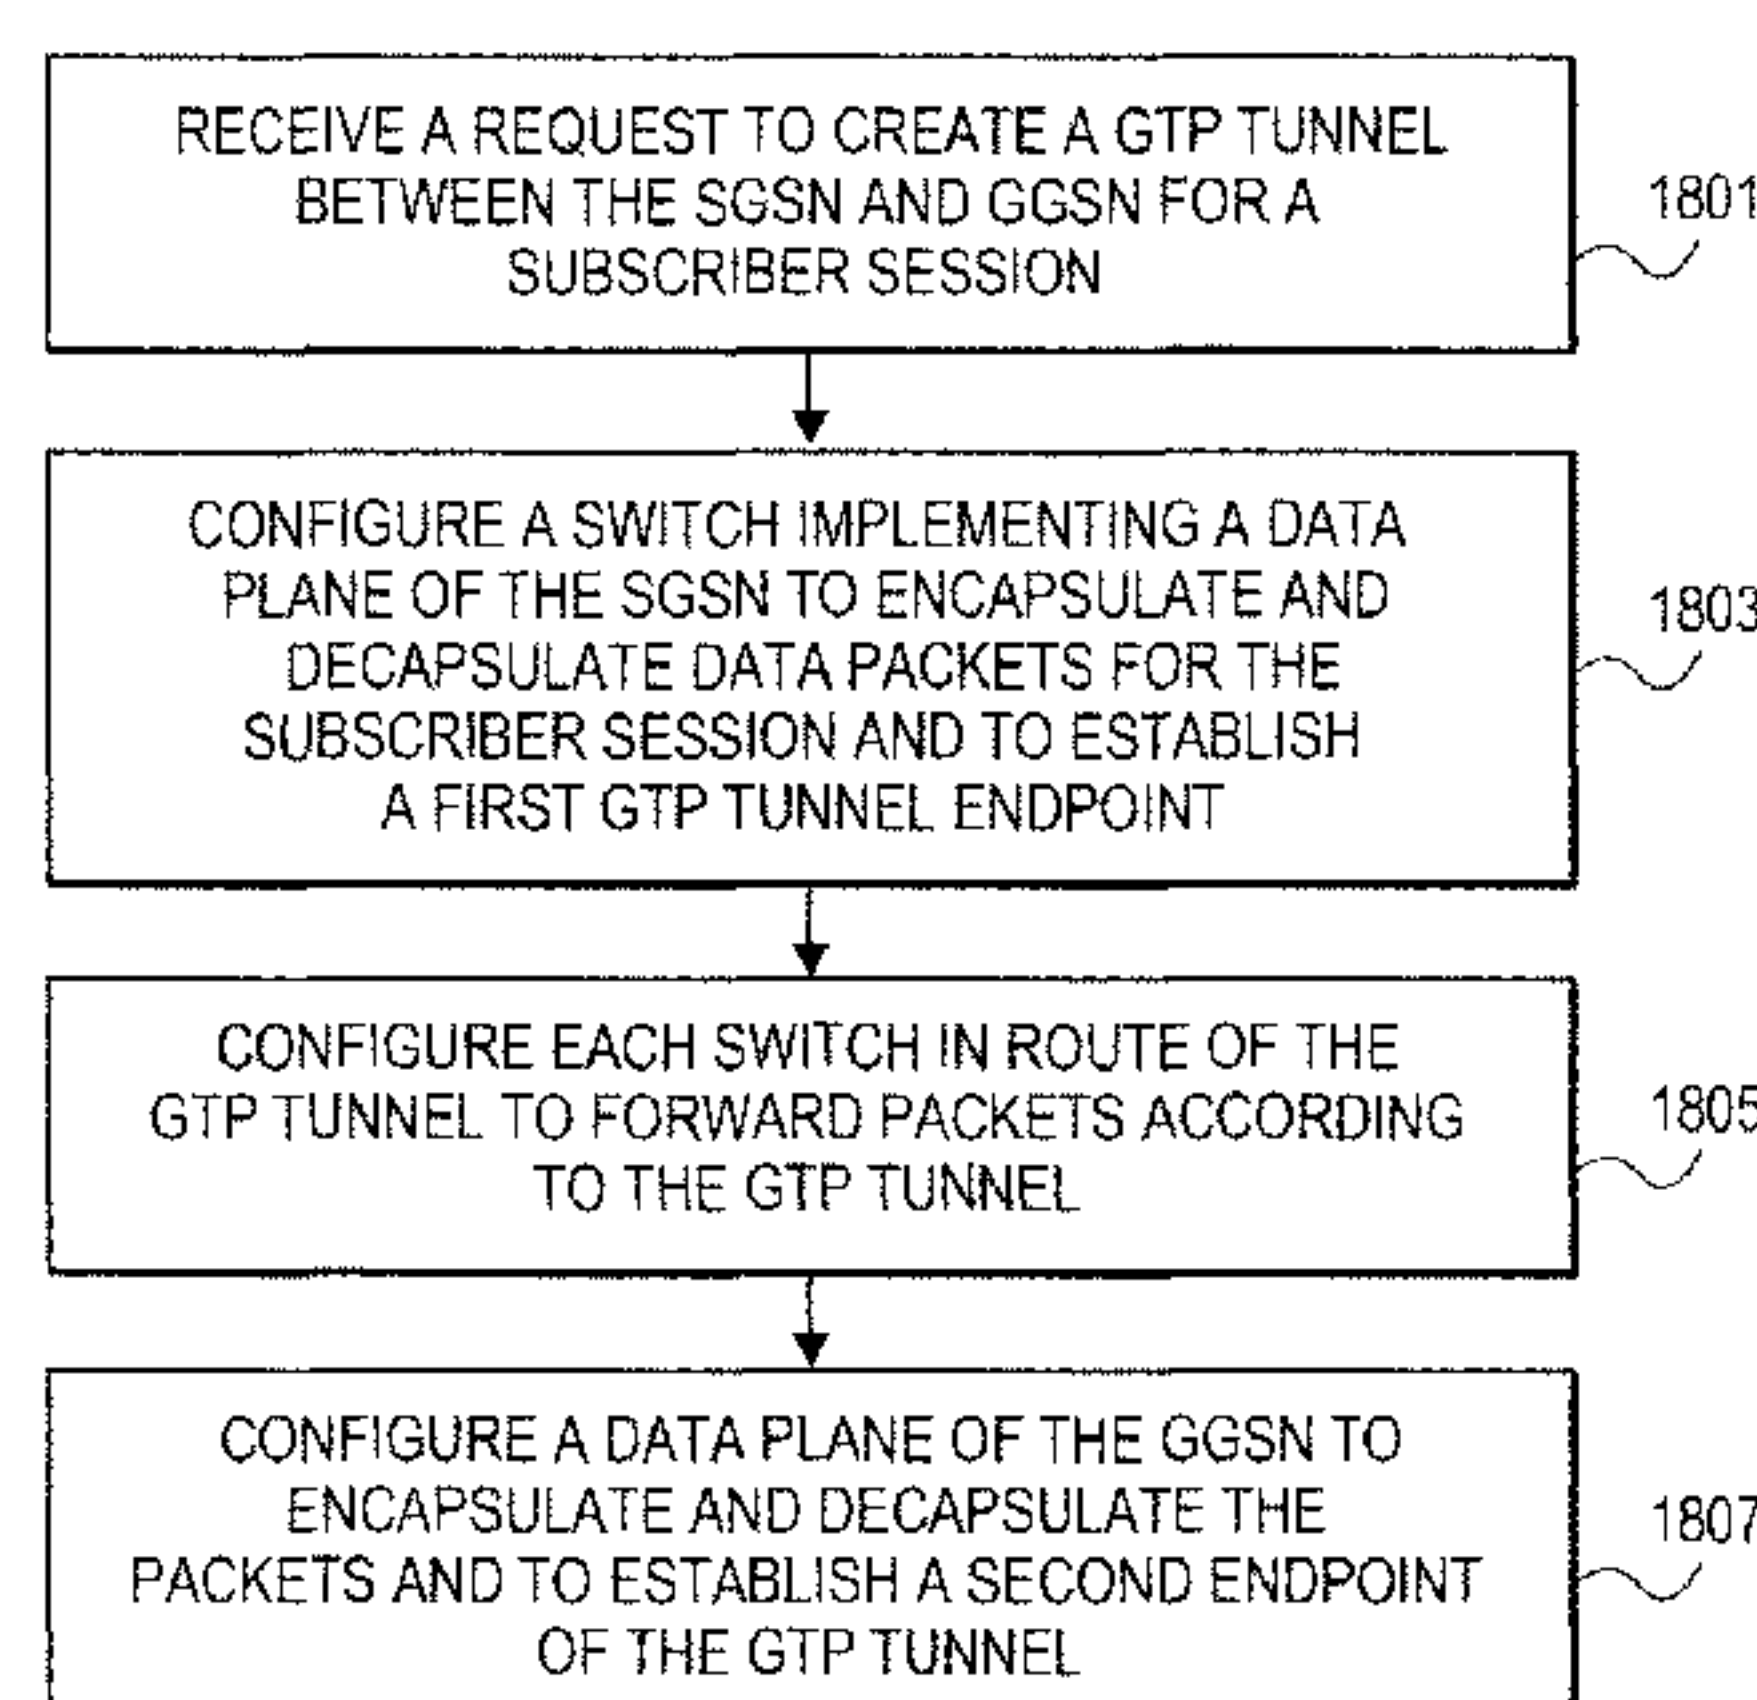 RECEIVE A REQUEST TO CREATE A GTP TUNNEL
BETWEEN THE SGSN AND GGSN FOR A
SUBSCRIBER SESSION
1801
CONFIGURE A SWITCH IMPLEMENTING A DATA
PLANE OF THE SGSN TO ENCAPSULATE AND
DECAPSULATE DATA PACKETS FOR THE
SUBSCRIBER SESSION AND TO ESTABLISH
A FIRST GTP TUNNEL ENDPOINT
1803
CONFIGURE EACH SWITCH IN ROUTE OF THE
GTP TUNNEL TO FORWARD PACKETS ACCORDING
TO THE GTP TUNNEL
1805
CONFIGURE A DATA PLANE OF THE GGSN TO
ENCAPSULATE AND DECAPSULATE THE
PACKETS AND TO ESTABLISH A SECOND ENDPOINT
OF THE GTP TUNNEL
1807